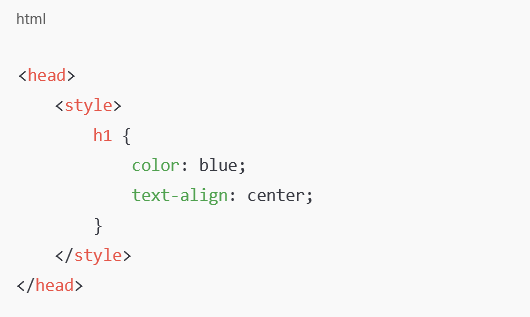 html
<head>
    <style>
        h1 {
            color: blue;
            text-align: center;
        }
    </style>
</head>